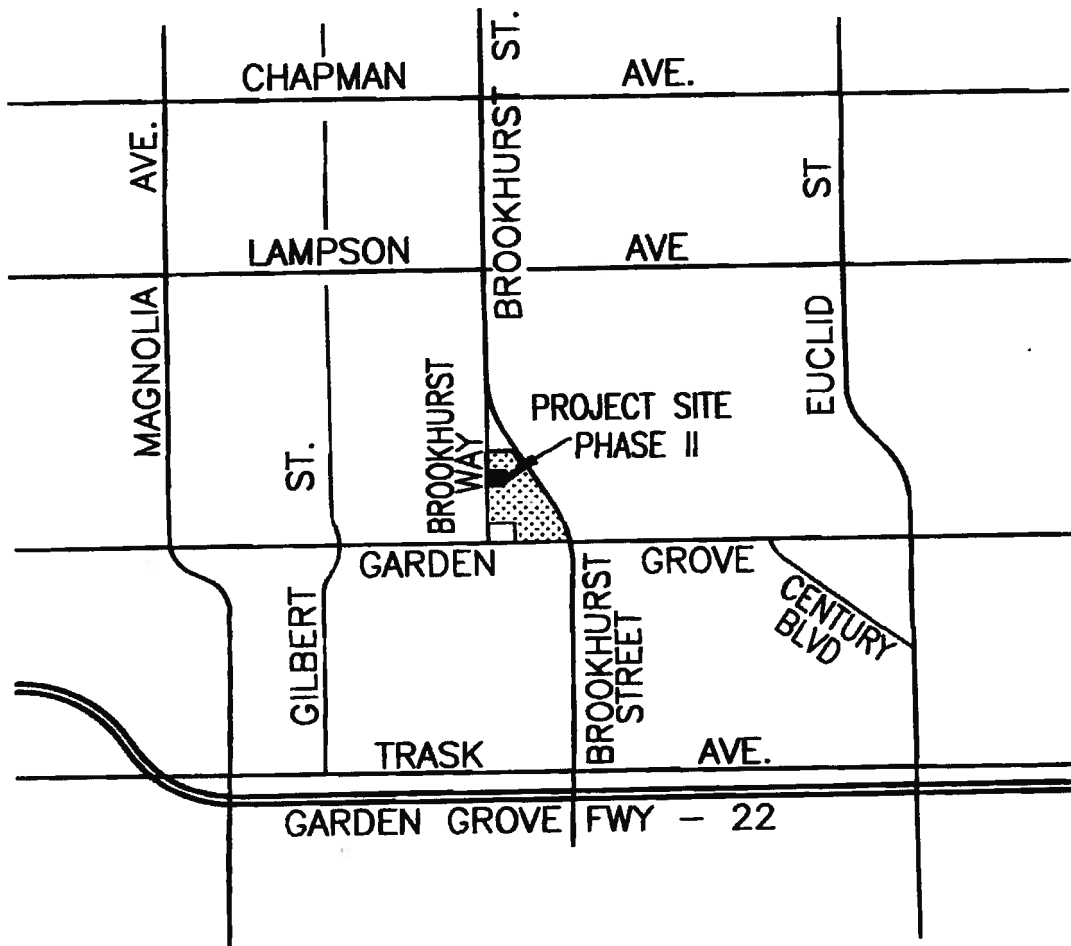 CHAPMAN AVE.
BROOKHURST ST.
MAGNOLIA AVE.
LAMPSON AVE
EUCLID ST
BROOKHURST
WAY
PROJECT SITE
PHASE II
GILBERT ST.
GARDEN GROVE
BROOKHURST
STREET
CENTURY
BLVD
TRASK AVE.
GARDEN GROVE FWY - 22